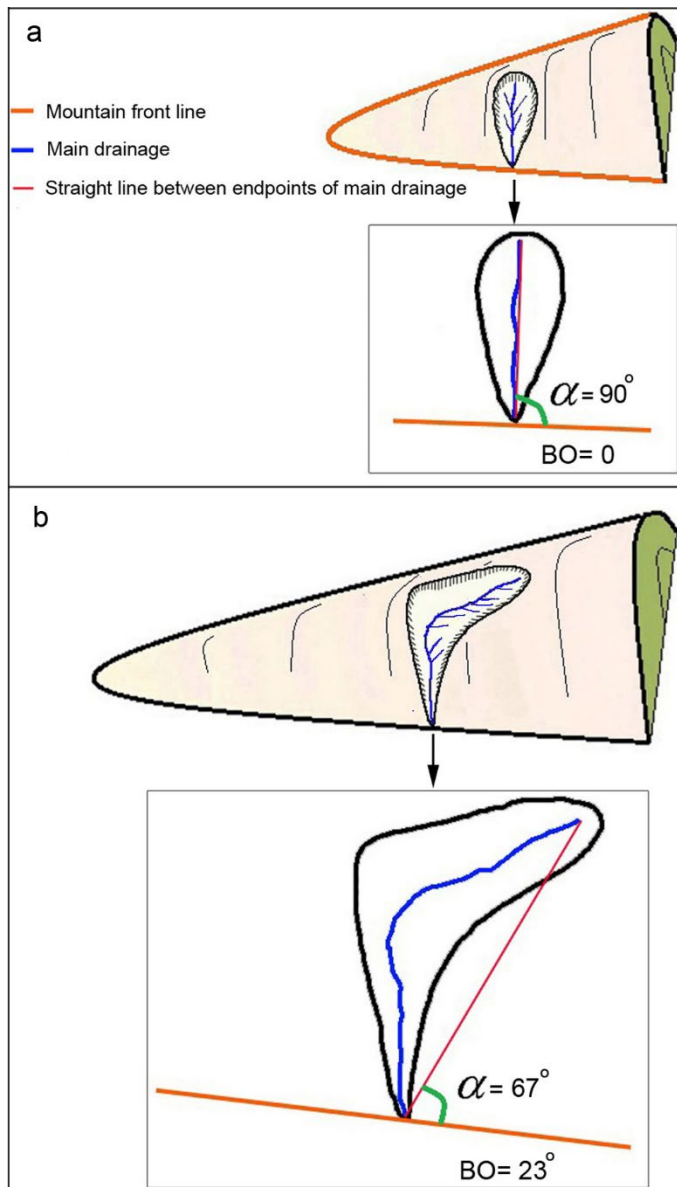 a
Mountain front line
Main drainage
Straight line between endpoints of main drainage
α = 90°
BO= 0
b
α = 67°
BO= 23°